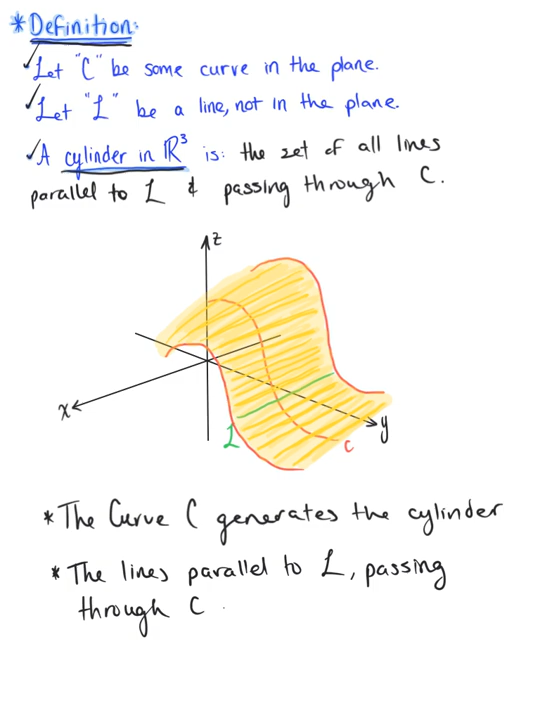 * Definition:
✓Let "C" be some curve in the plane.
✓Let "L" be a line, not in the plane.
✓A cylinder in ℝ³ is: the set of all lines
parallel to L & passing through C.
z
x
y
L
C
* The Curve C generates the cylinder
* The lines parallel to L, passing
through C